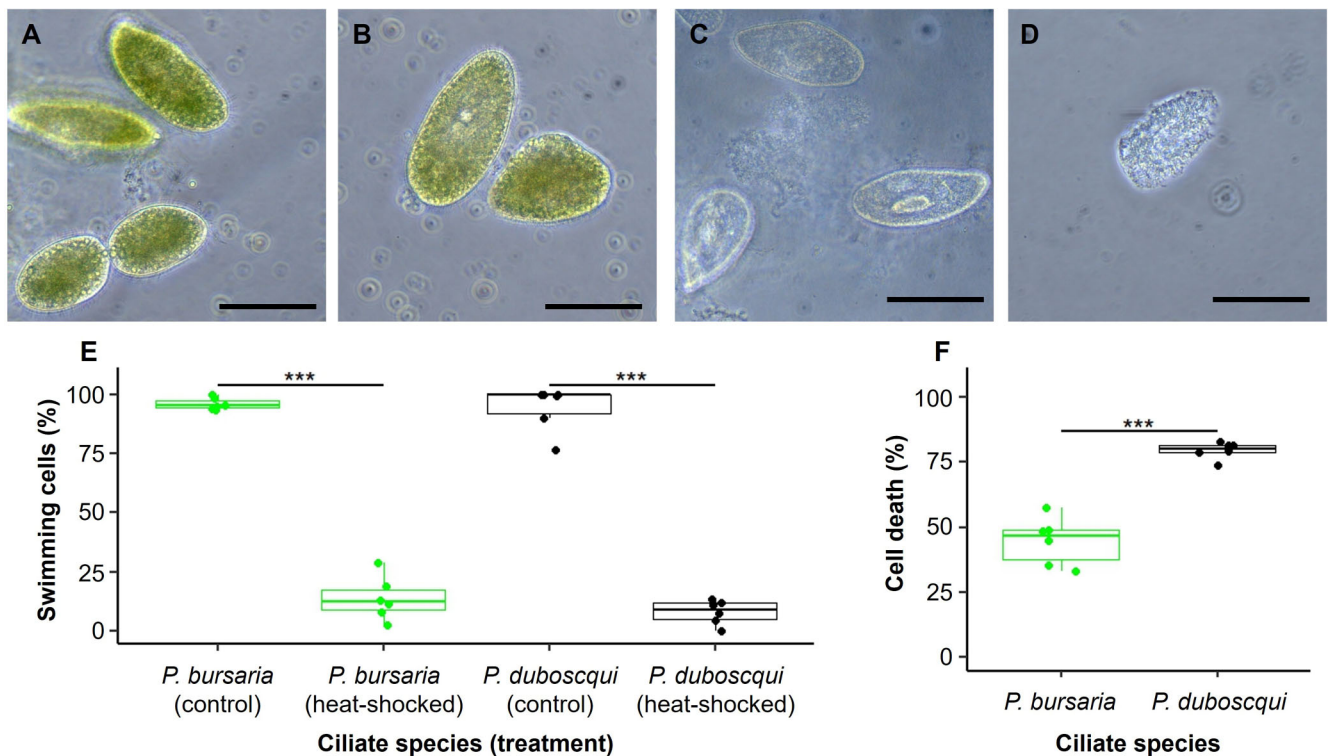 A
B
C
D
E
F
Swimming cells (%)
100
75
50
25
0
***
***
P. bursaria
(control)
P. bursaria
(heat-shocked)
P. duboscqui
(control)
P. duboscqui
(heat-shocked)
Ciliate species (treatment)
Cell death (%)
100
75
50
25
0
***
P. bursaria
P. duboscqui
Ciliate species